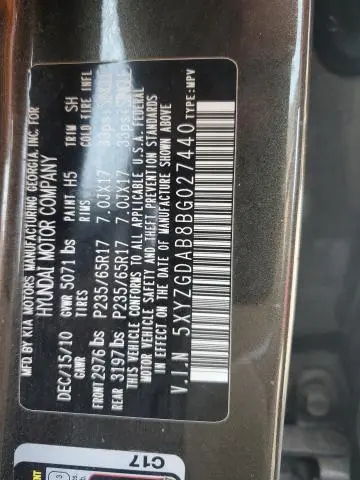 MFD BY KIA MOTORS MANUFACTURING GEORGIA, INC. FOR
HYUNDAI MOTOR COMPANY
DEC/15/10 GVWR 5071 lbs PAINT H5 TRIM SH
GAWR TIRES RIMS COLD TIRE INFL
FRONT 2976 lbs P235/65R17 7.0JX17 33psi
REAR 3197 lbs P235/65R17 7.0JX17 33psi
THIS VEHICLE CONFORMS TO ALL APPLICABLE U.S.A. FEDERAL
MOTOR VEHICLE SAFETY AND THEFT PREVENTION STANDARDS
IN EFFECT ON THE DATE OF MANUFACTURE SHOWN ABOVE
V.I.N 5XYZGDAB8BG027440
TYPE:MPV
C17